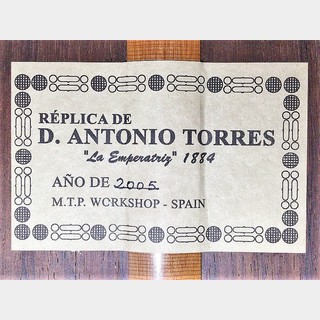 RÉPLICA DE
D. ANTONIO TORRES
"La Emperatriz" 1884
AÑO DE 2005
M.T.P. WORKSHOP - SPAIN